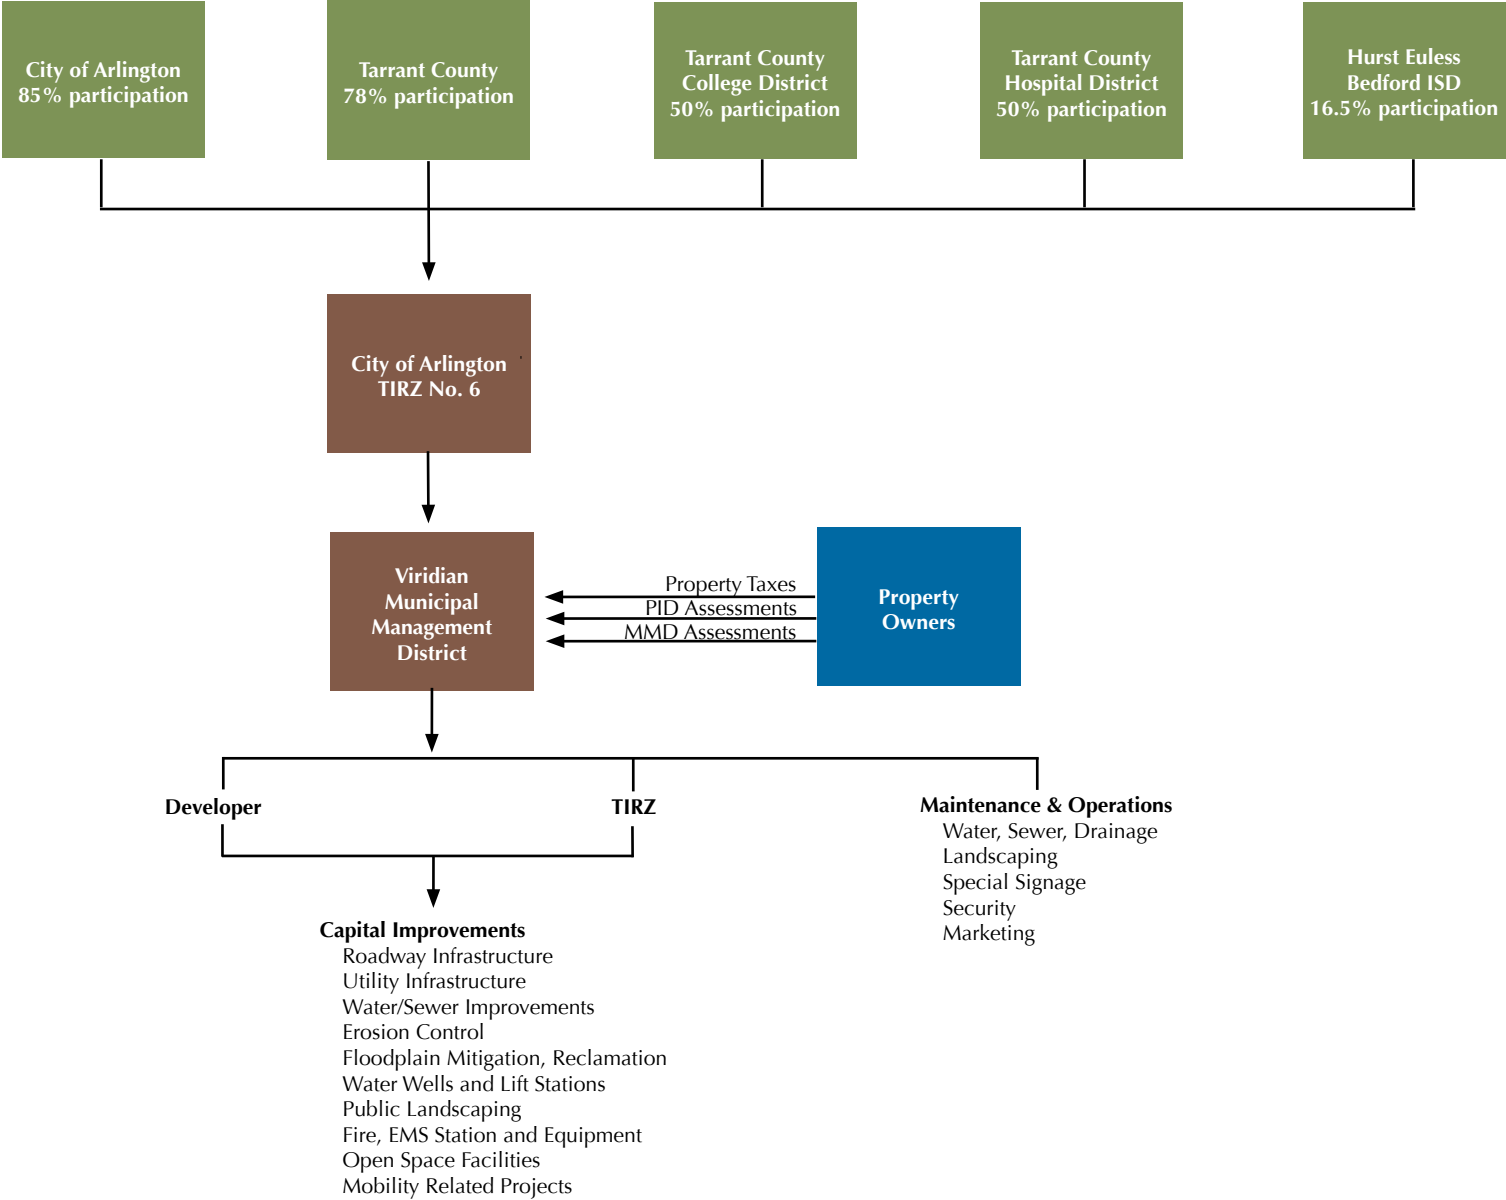 City of Arlington
85% participation
Tarrant County
78% participation
Tarrant County
College District
50% participation
Tarrant County
Hospital District
50% participation
Hurst Euless
Bedford ISD
16.5% participation
City of Arlington
TIRZ No. 6
Viridian
Municipal
Management
District
Property Taxes
PID Assessments
MMD Assessments
Property
Owners
Developer
TIRZ
Maintenance & Operations
Water, Sewer, Drainage
Landscaping
Special Signage
Security
Marketing
Capital Improvements
Roadway Infrastructure
Utility Infrastructure
Water/Sewer Improvements
Erosion Control
Floodplain Mitigation, Reclamation
Water Wells and Lift Stations
Public Landscaping
Fire, EMS Station and Equipment
Open Space Facilities
Mobility Related Projects